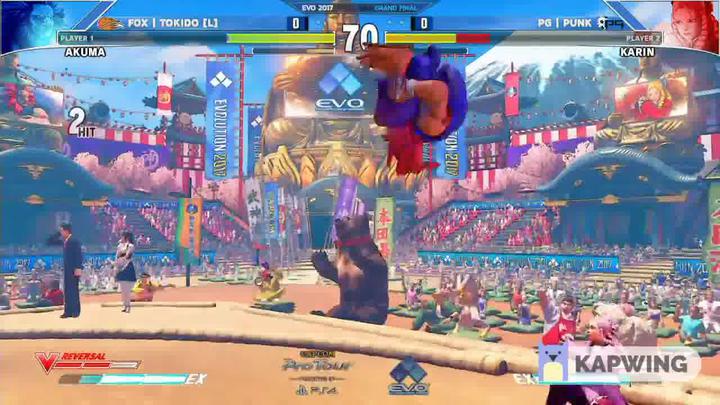 EVO 2017
GRAND FINAL
FOX | TOKIDO [L]
0
70
0
PG | PUNK
PLAYER 1
PLAYER 2
AKUMA
KARIN
EVO
2
HIT
EVOLUTION 2017
REVERSAL
EX
CAPCOM
Pro Tour
PS4
EVO
EX
KAPWING